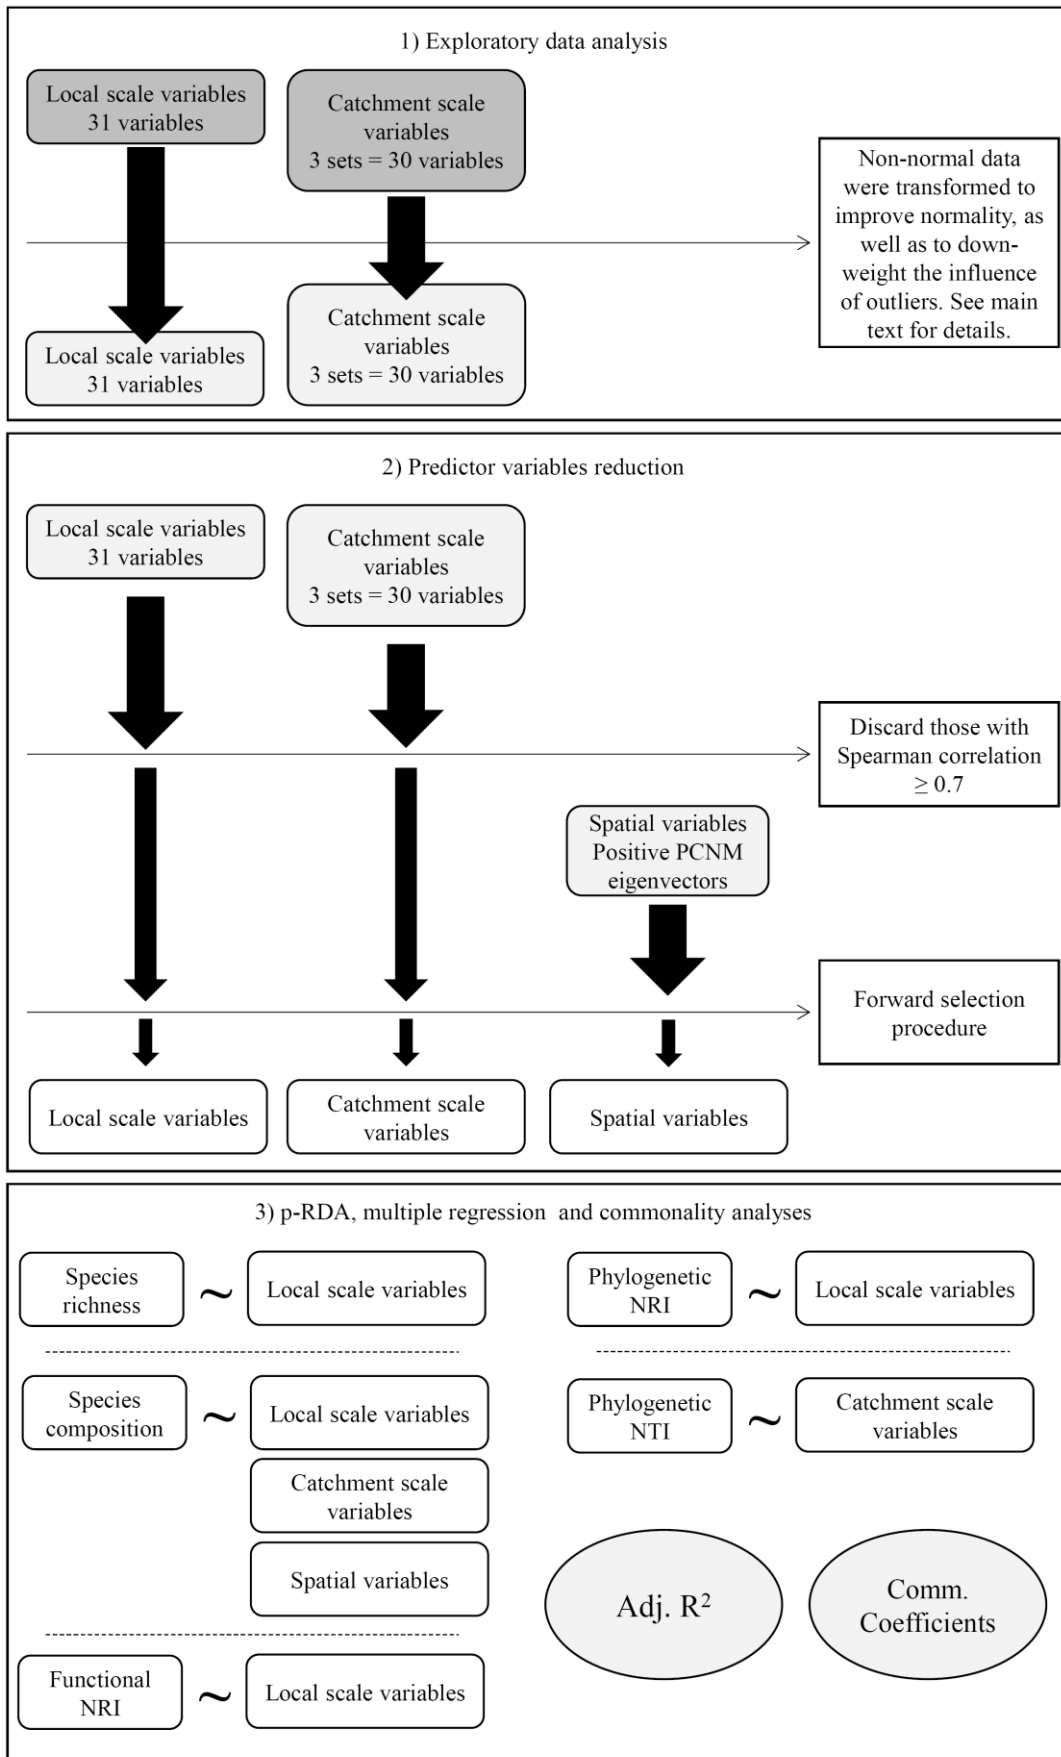 1) Exploratory data analysis
Local scale variables
31 variables
Catchment scale
variables
3 sets = 30 variables
Non-normal data
were transformed to
improve normality, as
well as to down-
weight the influence
of outliers. See main
text for details.
Local scale variables
31 variables
Catchment scale
variables
3 sets = 30 variables
2) Predictor variables reduction
Local scale variables
31 variables
Catchment scale
variables
3 sets = 30 variables
Discard those with
Spearman correlation
≥ 0.7
Spatial variables
Positive PCNM
eigenvectors
Forward selection
procedure
Local scale variables
Catchment scale
variables
Spatial variables
3) p-RDA, multiple regression and commonality analyses
Species
richness
~
Local scale variables
Phylogenetic
NRI
~
Local scale variables
Species
composition
~
Local scale variables
Catchment scale
variables
Spatial variables
Phylogenetic
NTI
~
Catchment scale
variables
Functional
NRI
~
Local scale variables
Adj. R²
Comm.
Coefficients